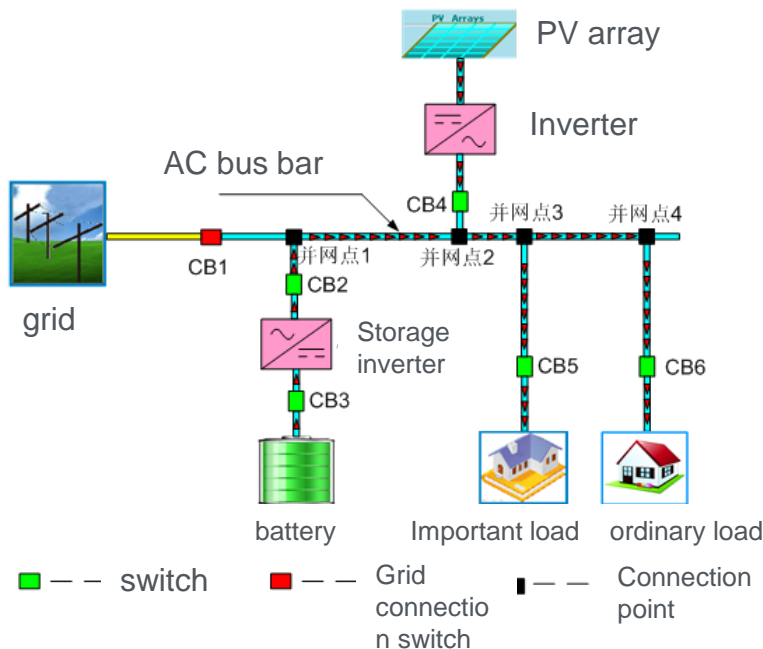 PV Arrays
PV array
Inverter
AC bus bar
CB4
并网点3
并网点4
CB1
并网点1
并网点2
CB2
grid
Storage
inverter
CB5
CB6
CB3
battery
Important load
ordinary load
switch
Grid
connectio
n switch
Connection
point